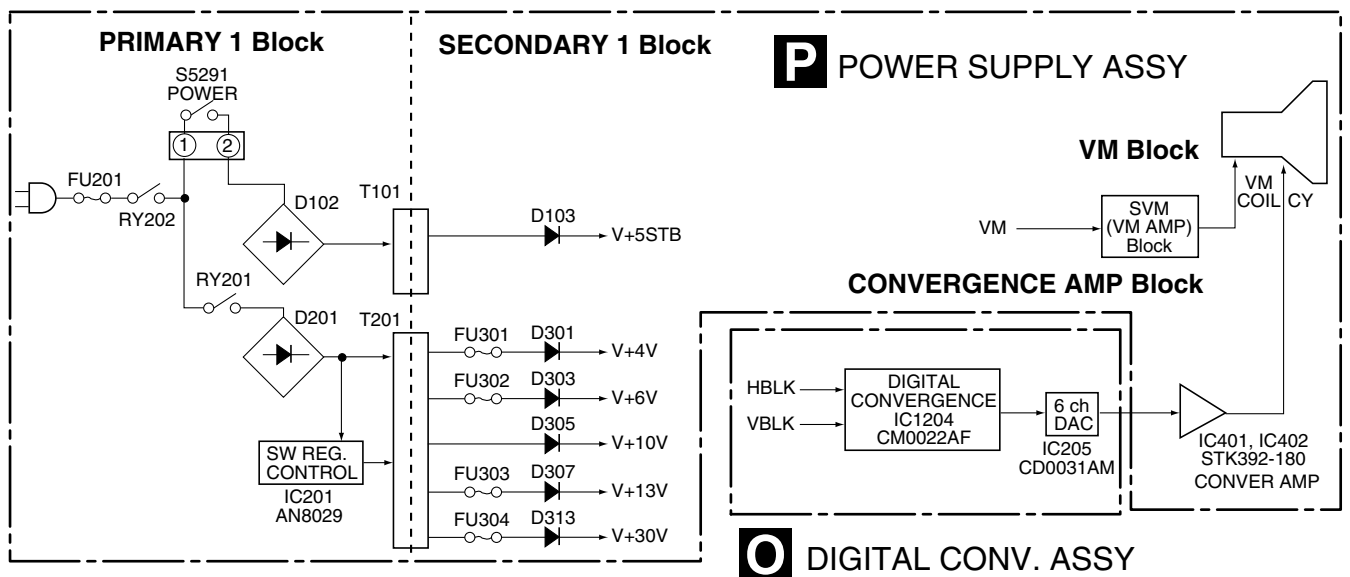 PRIMARY 1 Block
SECONDARY 1 Block
P POWER SUPPLY ASSY
S5291
POWER
1 2
FU201
RY202
D102
T101
D103
V+5STB
RY201
D201
T201
SW REG.
CONTROL
IC201
AN8029
FU301
D301
V+4V
FU302
D303
V+6V
D305
V+10V
FU303
D307
V+13V
FU304
D313
V+30V
VM Block
VM
SVM
(VM AMP)
Block
VM
COIL
CY
CONVERGENCE AMP Block
HBLK
VBLK
DIGITAL
CONVERGENCE
IC1204
CM0022AF
6 ch
DAC
IC205
CD0031AM
IC401, IC402
STK392-180
CONVER AMP
O DIGITAL CONV. ASSY